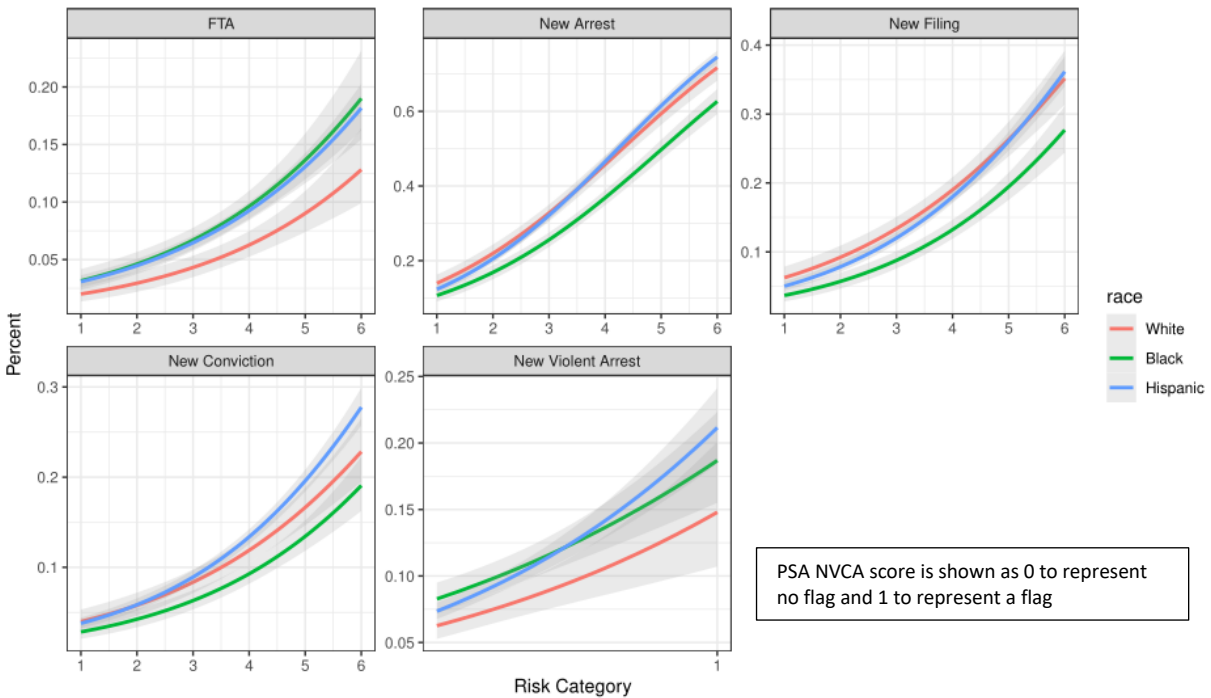 FTA
New Arrest
New Filing
0.20
0.15
0.10
0.05
1 2 3 4 5 6
0.6
0.4
0.2
1 2 3 4 5 6
0.4
0.3
0.2
0.1
1 2 3 4 5 6
Percent
New Conviction
New Violent Arrest
0.3
0.2
0.1
1 2 3 4 5 6
0.25
0.20
0.15
0.10
0.05
1
Risk Category
race
White
Black
Hispanic
PSA NVCA score is shown as 0 to represent
no flag and 1 to represent a flag